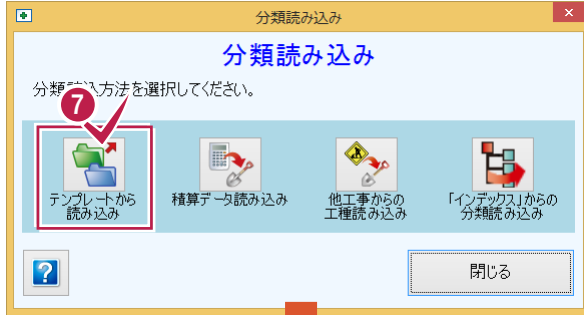 分類読み込み
分類読み込み
分類読込方法を選択してください。
7
テンプレートから
読み込み
積算データ読み込み
他工事からの
工種読み込み
「インデックス」からの
分類読み込み
?
閉じる